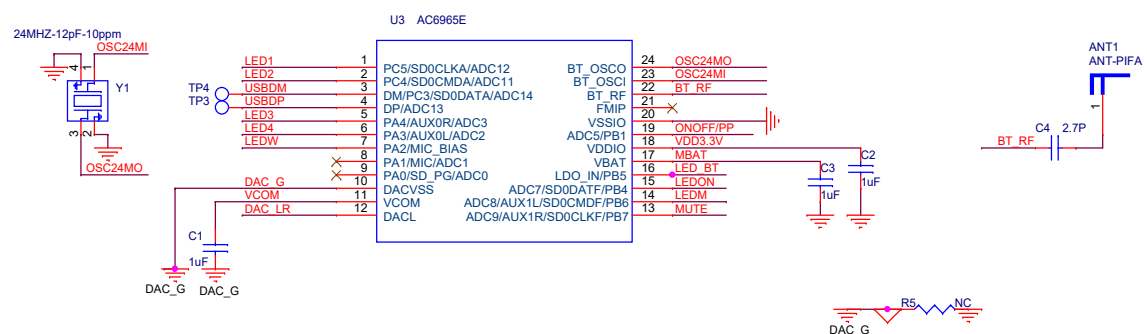 U3 AC6965E
24MHZ-12pF-10ppm
OSC24MI
4
1
Y1
3
2
OSC24MO
TP4
TP3
LED1 1 PC5/SD0CLKA/ADC12
LED2 2 PC4/SD0CMDA/ADC11
USBDM 3 DM/PC3/SD0DATA/ADC14
USBDP 4 DP/ADC13
LED3 5 PA4/AUX0R/ADC3
LED4 6 PA3/AUX0L/ADC2
LEDW 7 PA2/MIC_BIAS
8 PA1/MIC/ADC1
9 PA0/SD_PG/ADC0
DAC_G 10 DACVSS
VCOM 11 VCOM
DAC_LR 12 DACL
BT_OSCO 24 OSC24MO
BT_OSCI 23 OSC24MI
BT_RF 22 BT_RF
FMIP 21
VSSIO 20
ADC5/PB1 19 ONOFF/PP
VDDIO 18 VDD3.3V
VBAT 17 MBAT
LDO_IN/PB5 16 LED_BT
ADC7/SD0DATF/PB4 15 LEDON
ADC8/AUX1L/SD0CMDF/PB6 14 LEDM
ADC9/AUX1R/SD0CLKF/PB7 13 MUTE
C1
1uF
DAC_G
DAC_G
C3
1uF
C2
1uF
ANT1
ANT-PIFA
1
BT_RF
C4 2.7P
R5 NC
DAC_G